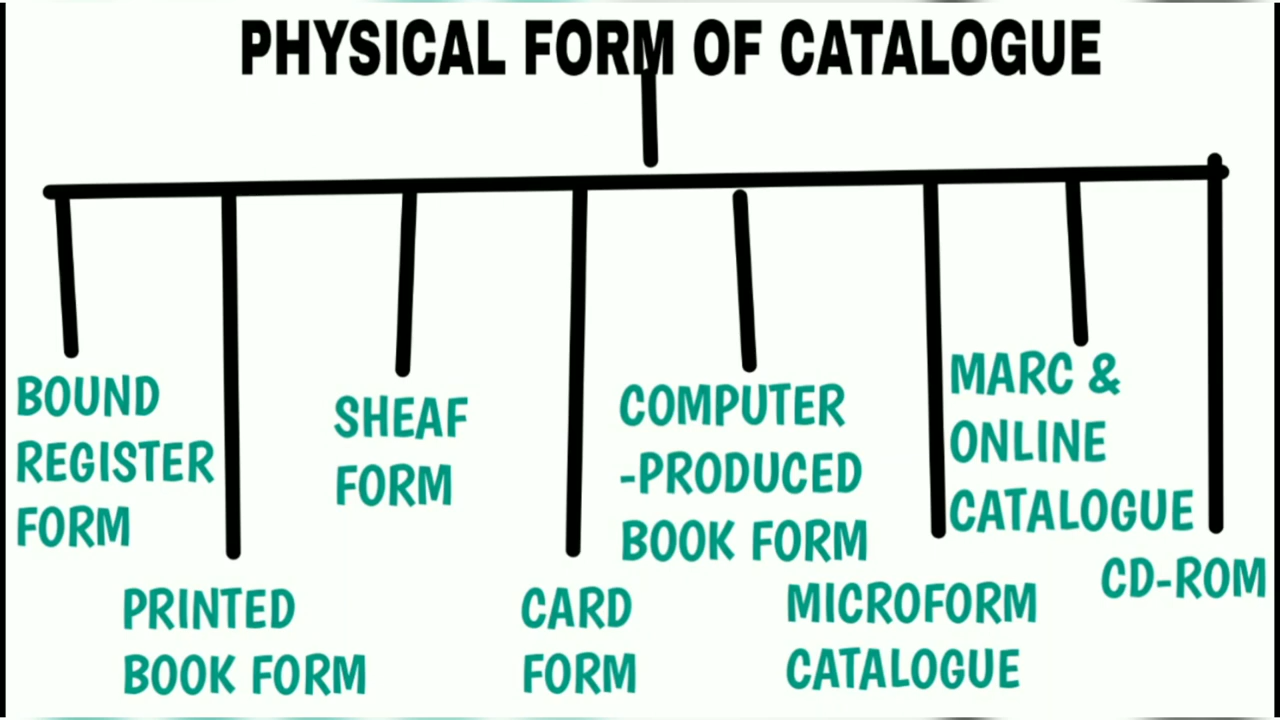 PHYSICAL FORM OF CATALOGUE
BOUND
REGISTER
FORM
PRINTED
BOOK FORM
SHEAF
FORM
CARD
FORM
COMPUTER
-PRODUCED
BOOK FORM
MICROFORM
CATALOGUE
MARC &
ONLINE
CATALOGUE
CD-ROM